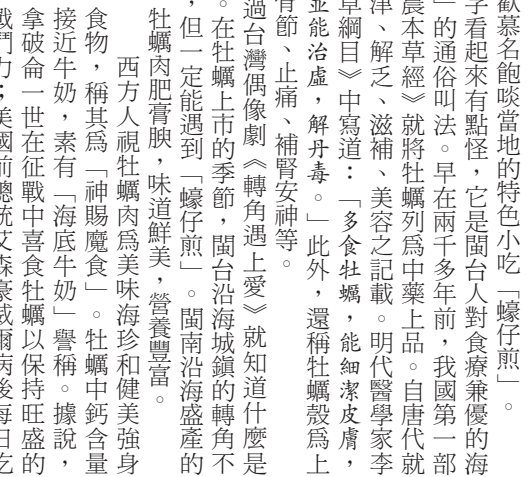 歡慕名飽啖當地的特色小吃「蠔仔煎」。
字看起來有點怪,它是閩台人對食療兼優的海
」的通俗叫法。早在兩千多年前,我國第一部
農本草經》就將牡蠣列爲中藥上品。自唐代就
津、解乏、滋補、美容之記載。明代醫學家李
草綱目》中寫道:「多食牡蠣,能細潔皮膚,
並能治虛,解丹毒。」此外,還稱牡蠣殼爲上
節、止痛、補腎安神等。
過台灣偶像劇《轉角遇上愛》就知道什麼是
。在牡蠣上市的季節,閩台沿海城鎮的轉角不
,但一定能遇到「蠔仔煎」。閩南沿海盛產的
牡蠣肉肥膏腴,味道鮮美,營養豐富。
西方人視牡蠣肉爲美味海珍和健美強身
食物,稱其爲「神賜魔食」。牡蠣中鈣含量
接近牛奶,素有「海底牛奶」譽稱。據說,
拿破侖一世在征戰中喜食牡蠣以保持旺盛的
戰鬥力;美國前總統艾森豪威爾病後每日吃